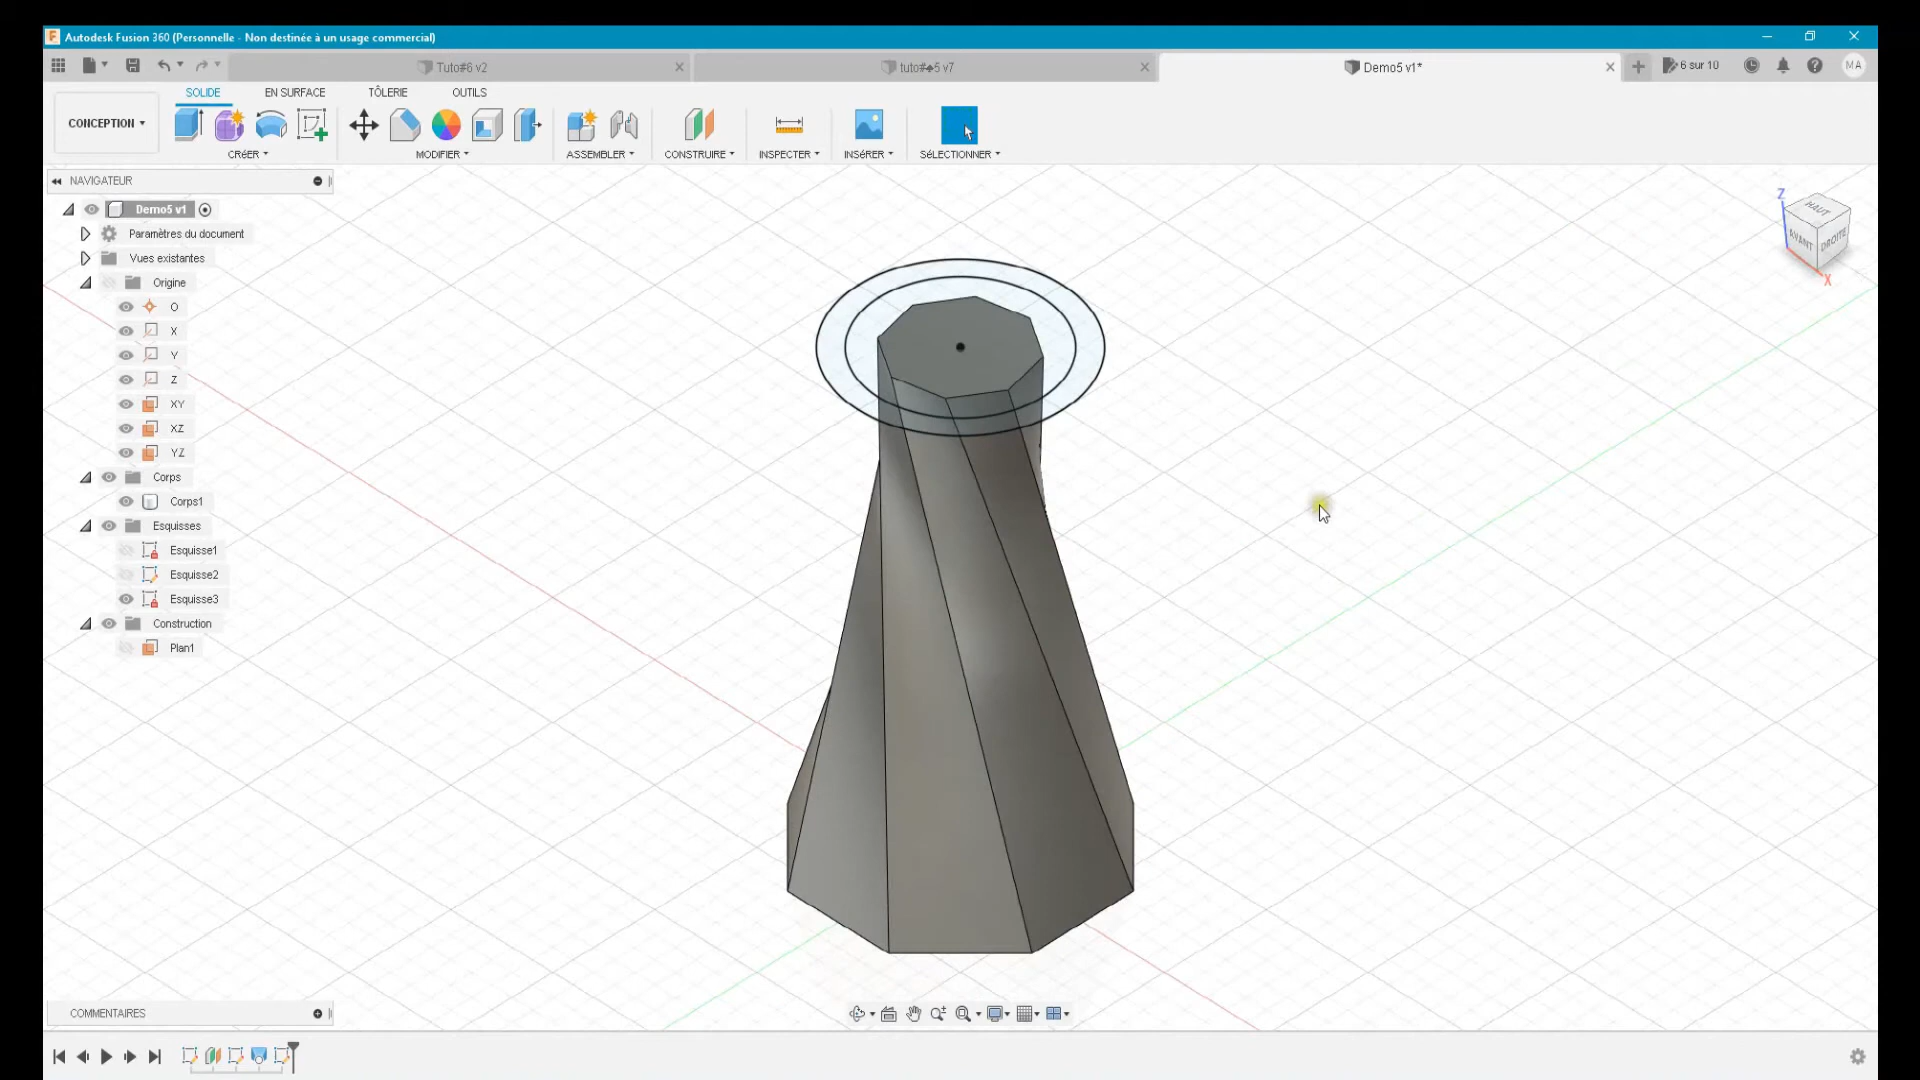 Autodesk Fusion 360 (Personnelle - Non destinée à un usage commercial)
Tuto#6 v2
tuto#♣5 v7
Demo5 v1*
6 sur 10
MA
SOLIDE
EN SURFACE
TÔLERIE
OUTILS
CONCEPTION
CRéER
MODIFIER
ASSEMBLER
CONSTRUIRE
INSPECTER
INSéRER
SéLECTIONNER
NAVIGATEUR
Demo5 v1
Paramètres du document
Vues existantes
Origine
O
X
Y
Z
XY
XZ
YZ
Corps
Corps1
Esquisses
Esquisse1
Esquisse2
Esquisse3
Construction
Plan1
Z
HAUT
AVANT
DROITE
X
COMMENTAIRES